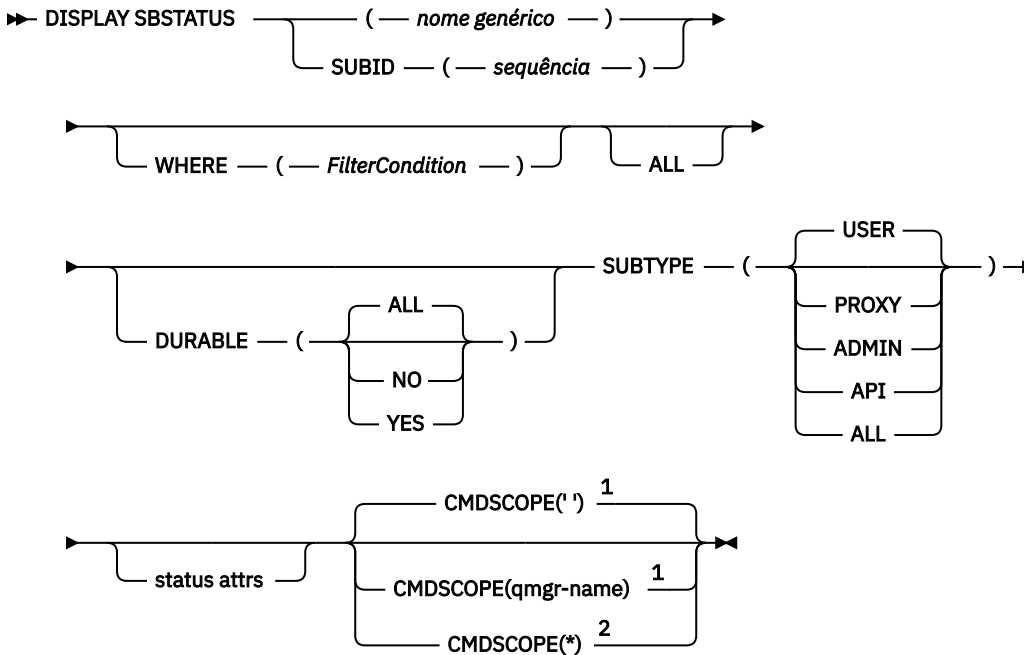 DISPLAY SBSTATUS ( nome genérico )
SUBID ( sequência )
WHERE ( FilterCondition ) ALL
USER
SUBTYPE ( )
ALL PROXY
DURABLE ( ) ADMIN
NO API
YES ALL
CMDSCOPE(' ') 1
status attrs CMDSCOPE(qmgr-name) 1
CMDSCOPE(*) 2